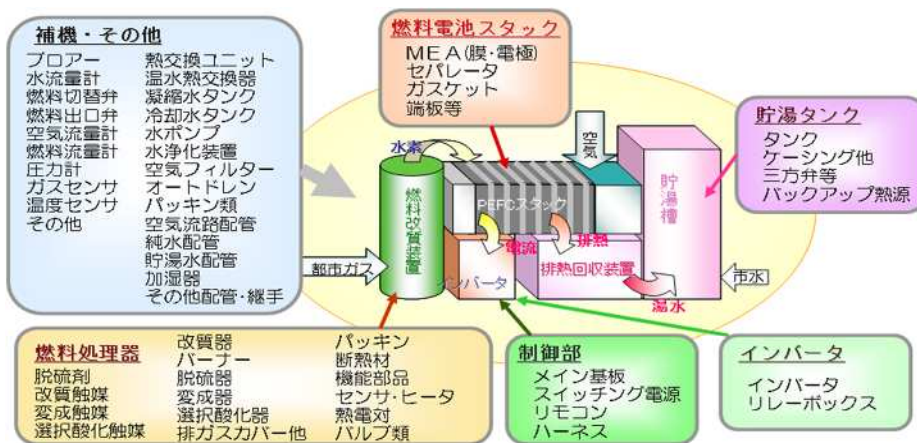 補機・その他
ブロアー
水流量計
燃料切替弁
燃料出口弁
空気流量計
燃料流量計
圧力計
ガスセンサ
温度センサ
その他
熱交換ユニット
温水熱交換器
凝縮水タンク
冷却水タンク
水ポンプ
水浄化装置
空気フィルター
オートドレン
パッキン類
空気流路配管
純水配管
貯湯水配管
加湿器
その他配管・継手
燃料電池スタック
MEA(膜・電極)
セパレータ
ガスケット
端板等
貯湯タンク
タンク
ケーシング他
三方弁等
バックアップ熱源
水素
空気
燃料改質装置
PEFCスタック
貯湯槽
電流
排熱
都市ガス
インバータ
排熱回収装置
市水
温水
燃料処理器
脱硫剤
改質触媒
変成触媒
選択酸化触媒
改質器
バーナー
脱硫器
変成器
選択酸化器
排ガスカバー他
パッキン
断熱材
機能部品
センサ・ヒータ
熱電対
バルブ類
制御部
メイン基板
スイッチング電源
リモコン
ハーネス
インバータ
インバータ
リレーボックス